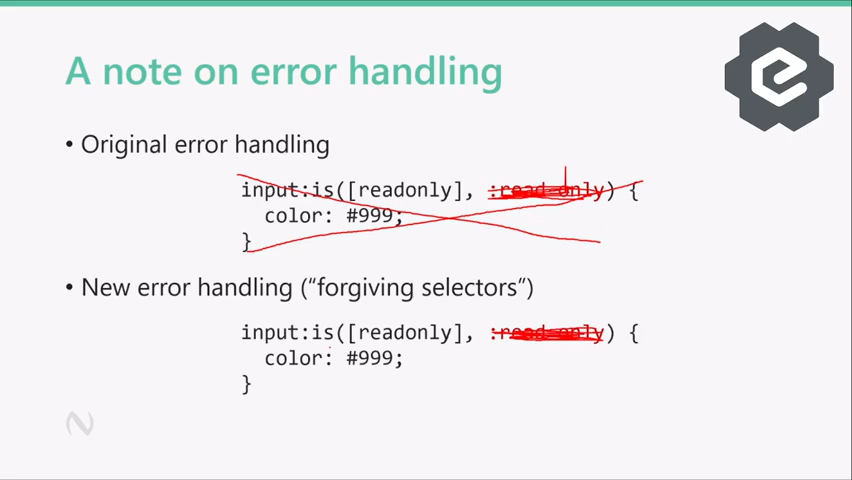 A note on error handling
• Original error handling
input:is([readonly], :read-only) {
color: #999;
}
• New error handling (“forgiving selectors”)
input:is([readonly], :read-only) {
color: #999;
}